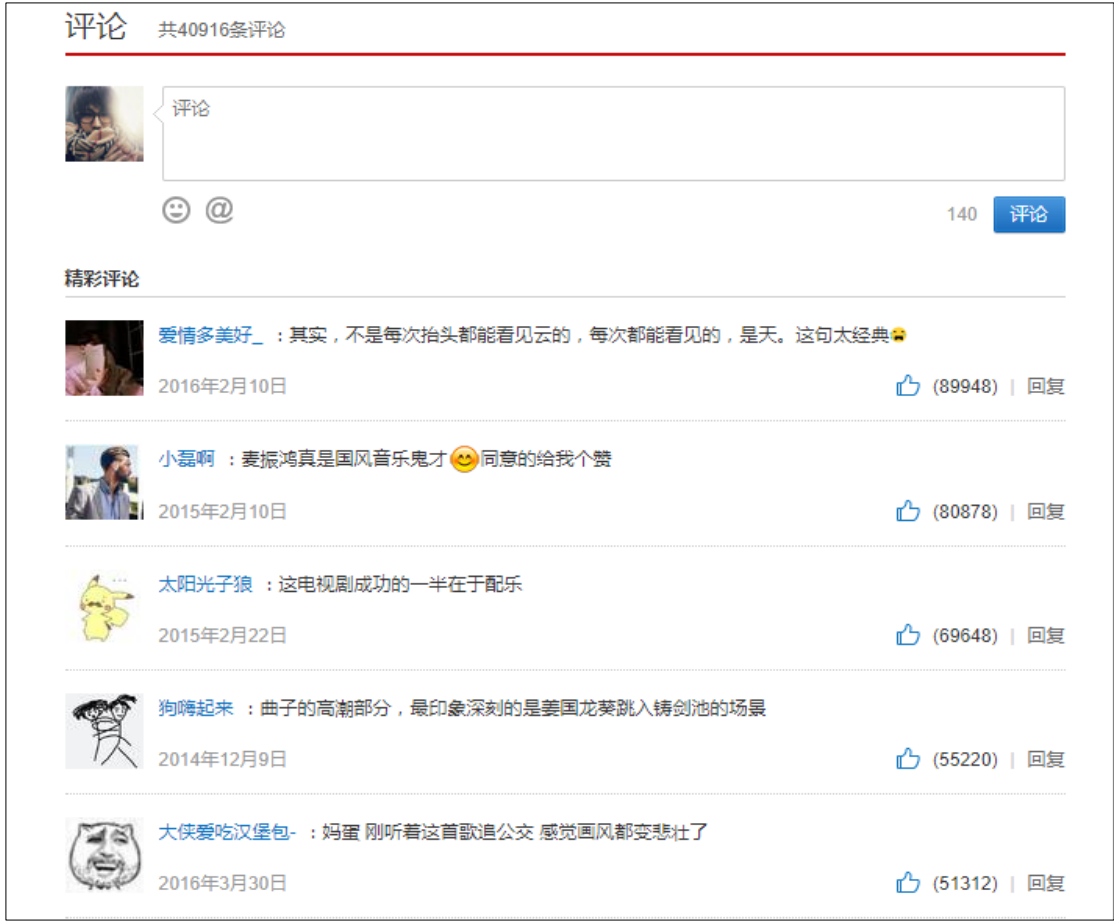 评论 共40916条评论
评论
@ 140 评论
精彩评论
爱情多美好_ ：其实，不是每次抬头都能看见云的，每次都能看见的，是天。这句太经典
2016年2月10日 (89948) | 回复
小磊啊 ：麦振鸿真是国风音乐鬼才 同意的给我个赞
2015年2月10日 (80878) | 回复
太阳光子狼 ：这电视剧成功的一半在于配乐
2015年2月22日 (69648) | 回复
狗嗨起来 ：曲子的高潮部分，最印象深刻的是姜国龙葵跳入铸剑池的场景
2014年12月9日 (55220) | 回复
大侠爱吃汉堡包- ：妈蛋 刚听着这首歌追公交 感觉画风都变悲壮了
2016年3月30日 (51312) | 回复